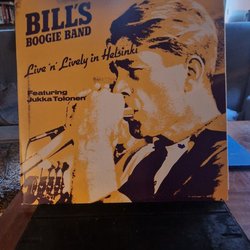 BILL'S
BOOGIE BAND
Live 'n' Lively in Helsinki
Featuring
Jukka Tolonen